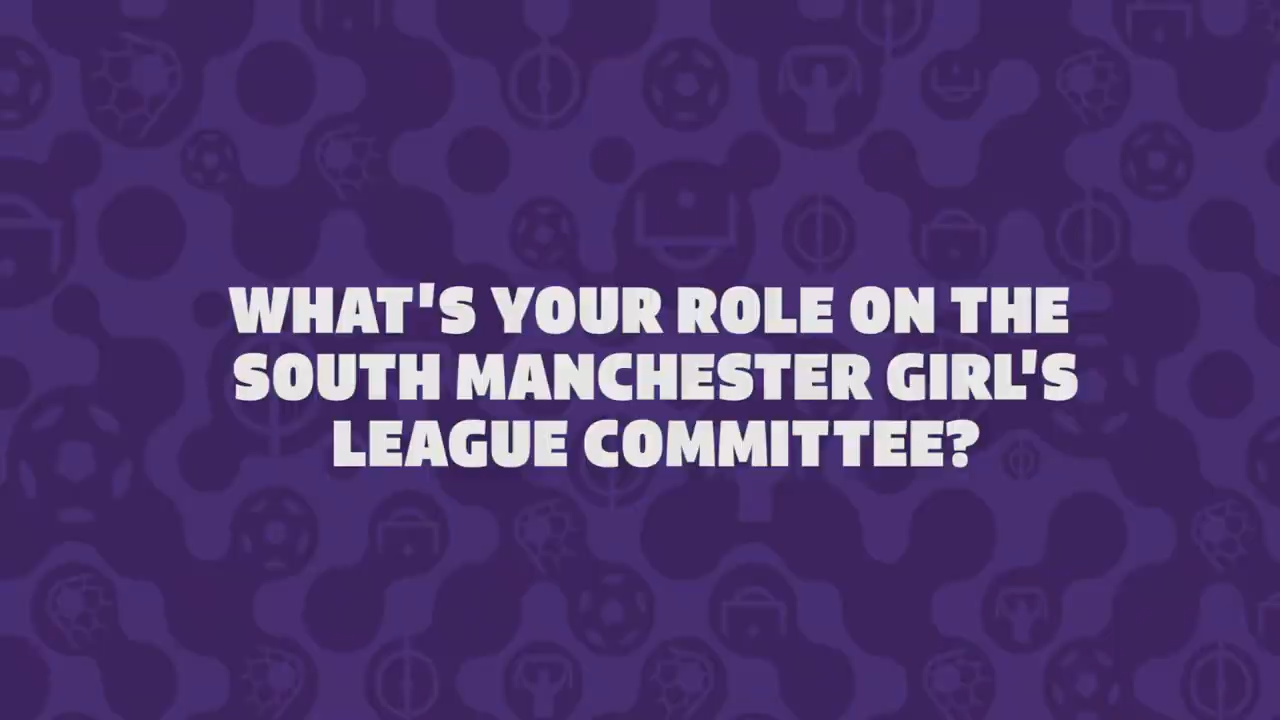 WHAT'S YOUR ROLE ON THE
SOUTH MANCHESTER GIRL'S
LEAGUE COMMITTEE?